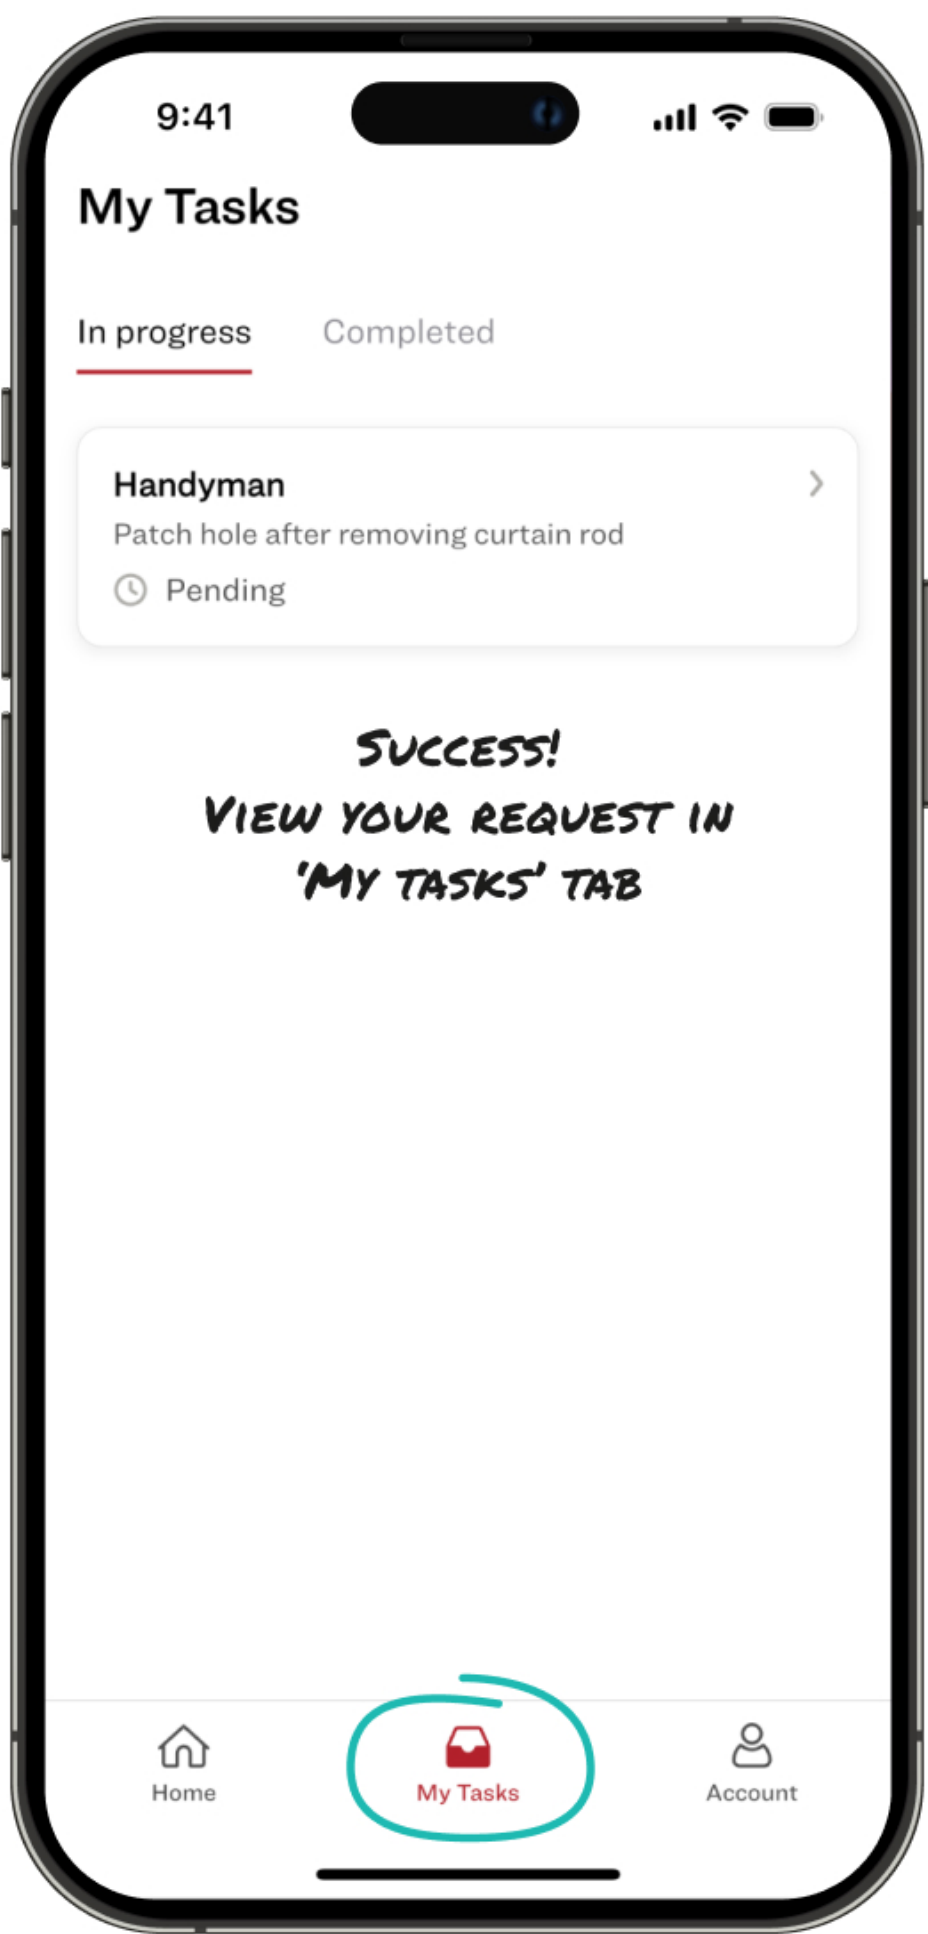 9:41
My Tasks
In progress
Completed
Handyman
Patch hole after removing curtain rod
Pending
SUCCESS!
VIEW YOUR REQUEST IN
'MY TASKS' TAB
Home
My Tasks
Account